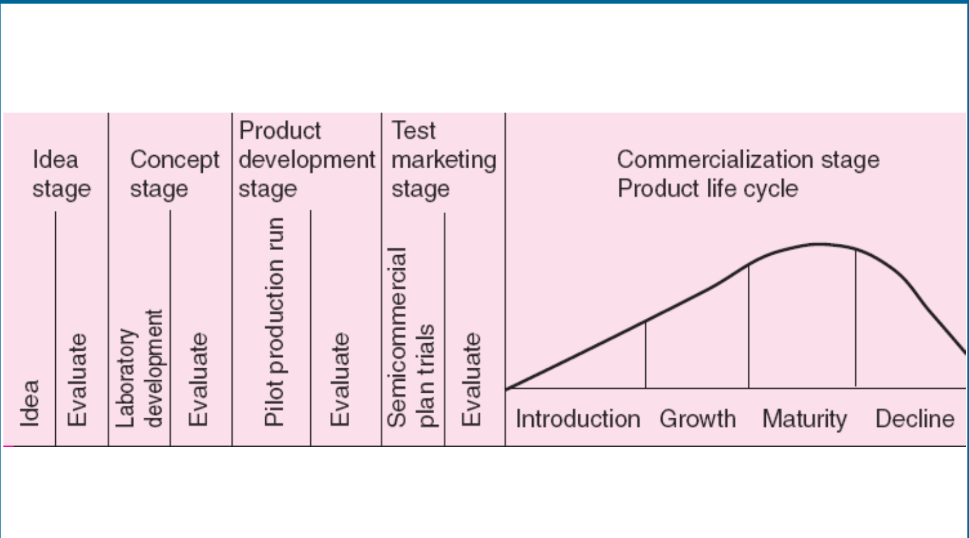 Idea
stage
Concept
stage
Product
development
stage
Test
marketing
stage
Commercialization stage
Product life cycle
Idea
Evaluate
Laboratory
development
Evaluate
Pilot production run
Evaluate
Semicommercial
plan trials
Evaluate
Introduction
Growth
Maturity
Decline